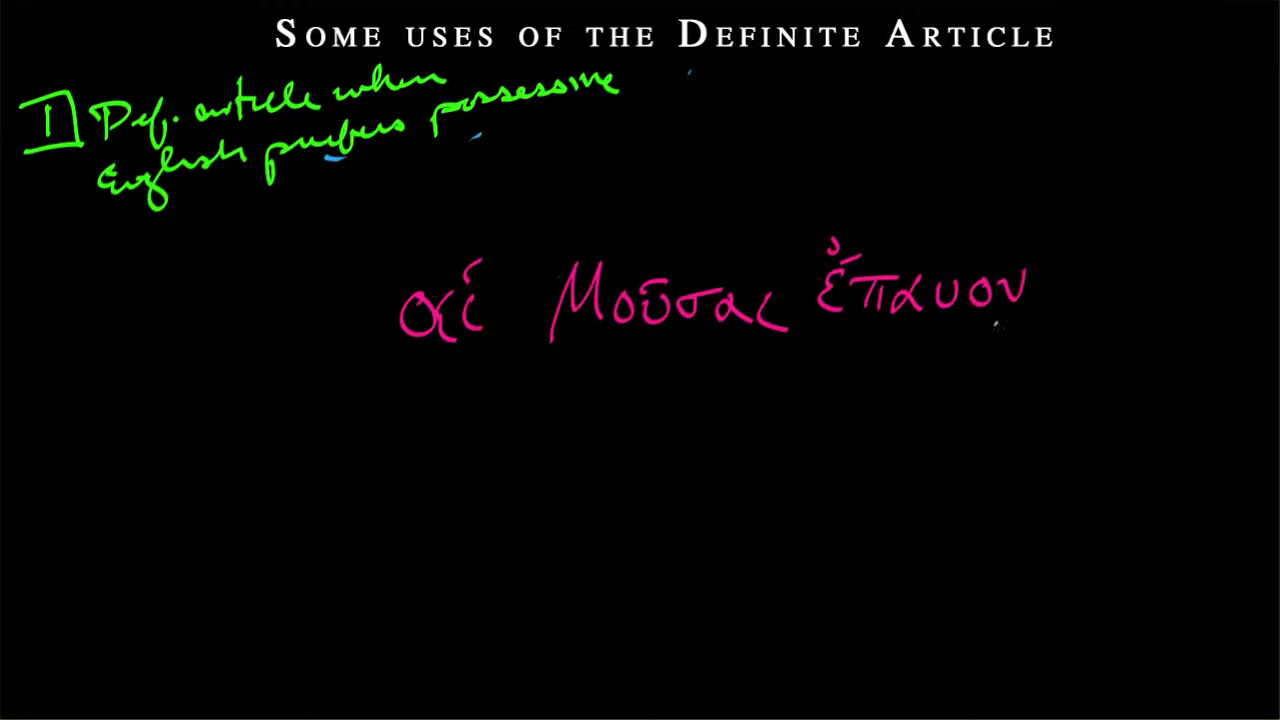 SOME USES OF THE DEFINITE ARTICLE
I Def. article when
English prefers possessive
αἱ Μοῦσαι ἔπαυον